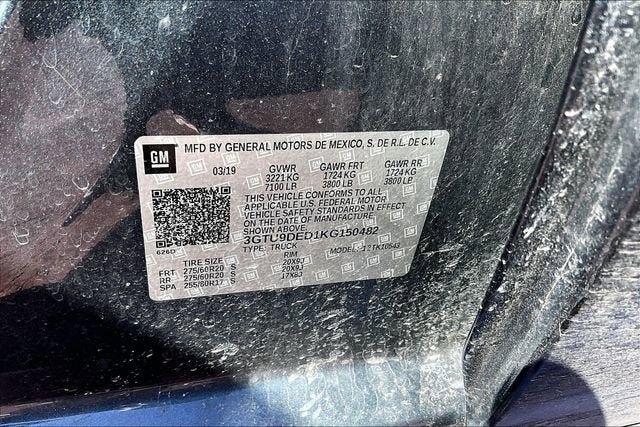 GM MFD BY GENERAL MOTORS DE MEXICO, S. DE R.L. DE C.V.
03/19 GVWR GAWR FRT GAWR RR
3221 KG 1724 KG 1724 KG
7100 LB 3800 LB 3800 LB
THIS VEHICLE CONFORMS TO ALL
APPLICABLE U.S. FEDERAL MOTOR
VEHICLE SAFETY STANDARDS IN EFFECT
ON THE DATE OF MANUFACTURE.
3GTU9DED1KG150482
TYPE: TRUCK MODEL: TK10543
TIRE SIZE RIM
FRT 275/60R20 S 20X9J
RR 275/60R20 S 20X9J
SPA 255/80R17 S 17X8J